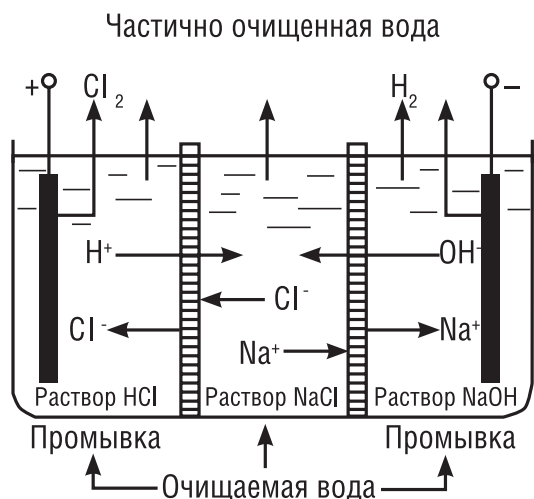 Частично очищенная вода
+ Cl2 H2 –
H+ OH-
Cl-
Cl- Na+
Na+
Раствор HCl Раствор NaCl Раствор NaOH
Промывка Промывка
Очищаемая вода